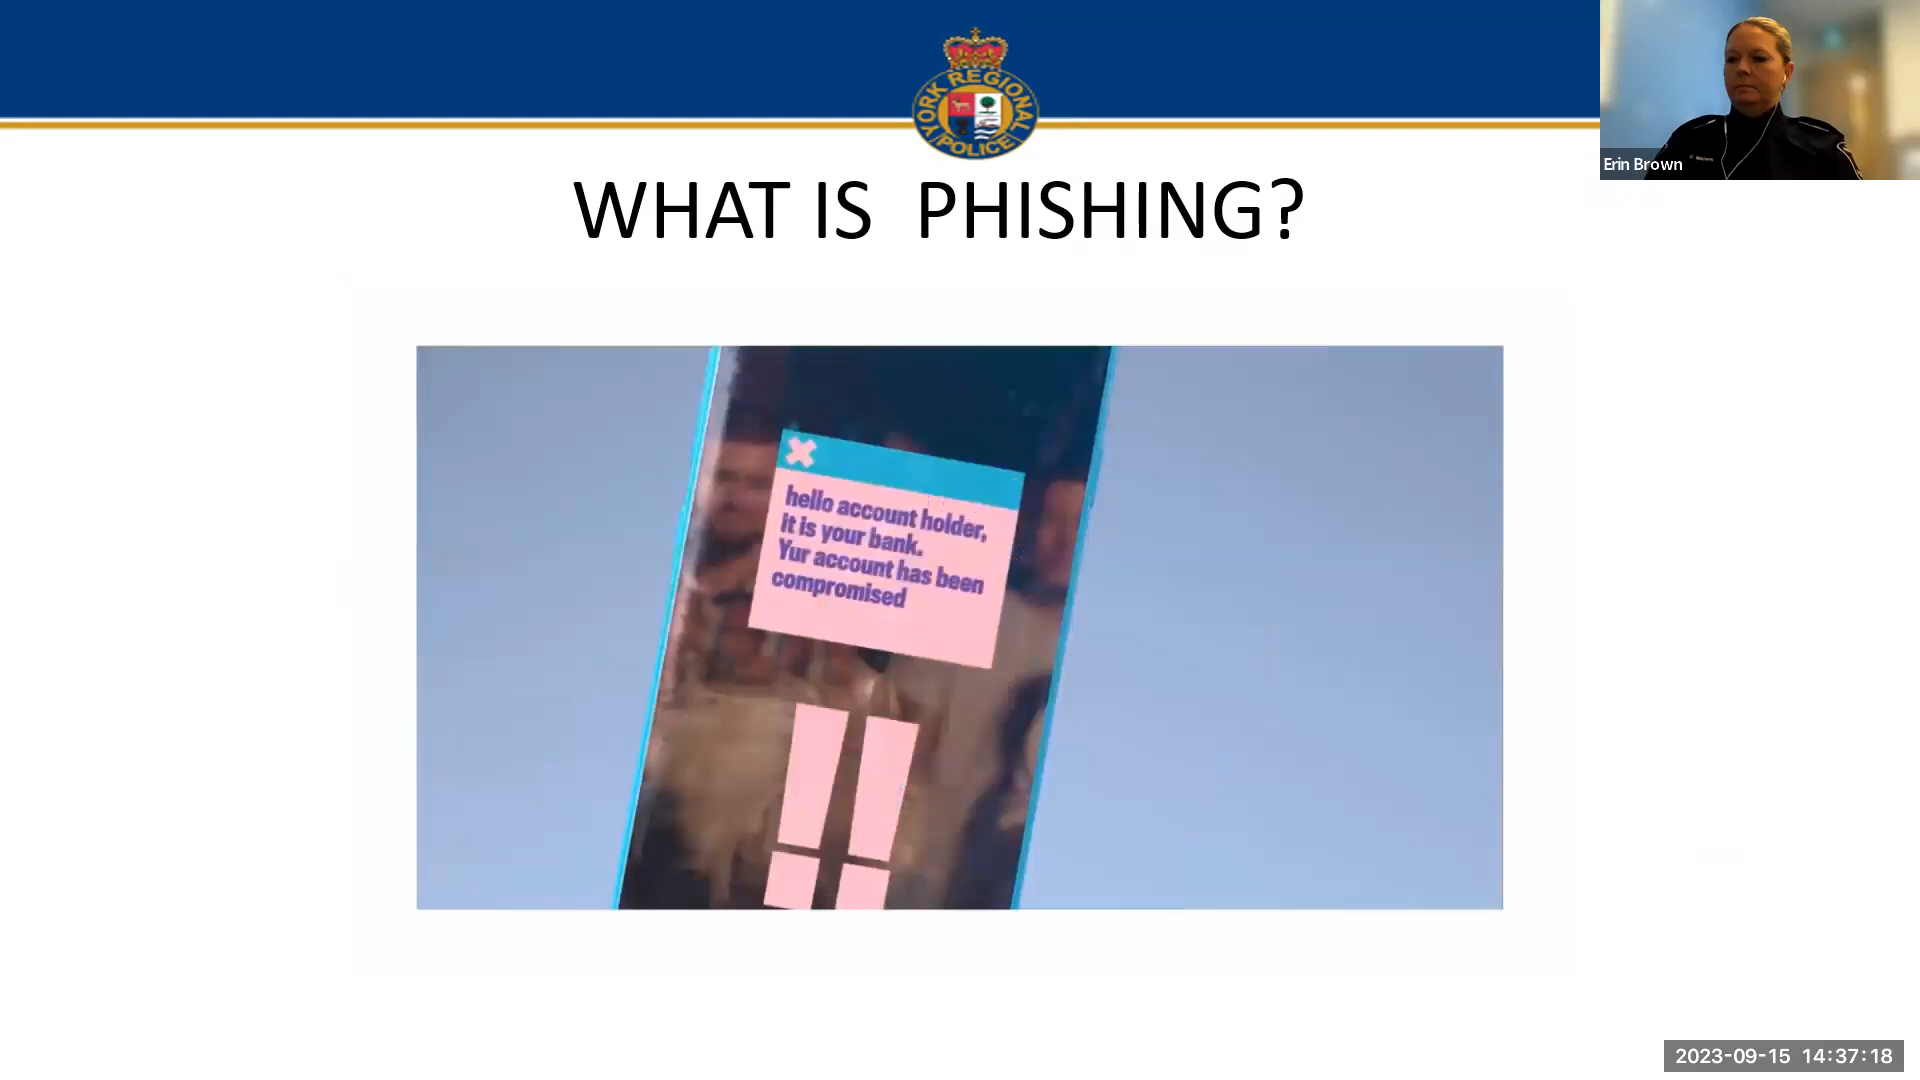 YORK REGIONAL
POLICE
Erin Brown
WHAT IS  PHISHING?
hello account holder,
it is your bank.
Yur account has been
compromised
2023-09-15 14:37:18